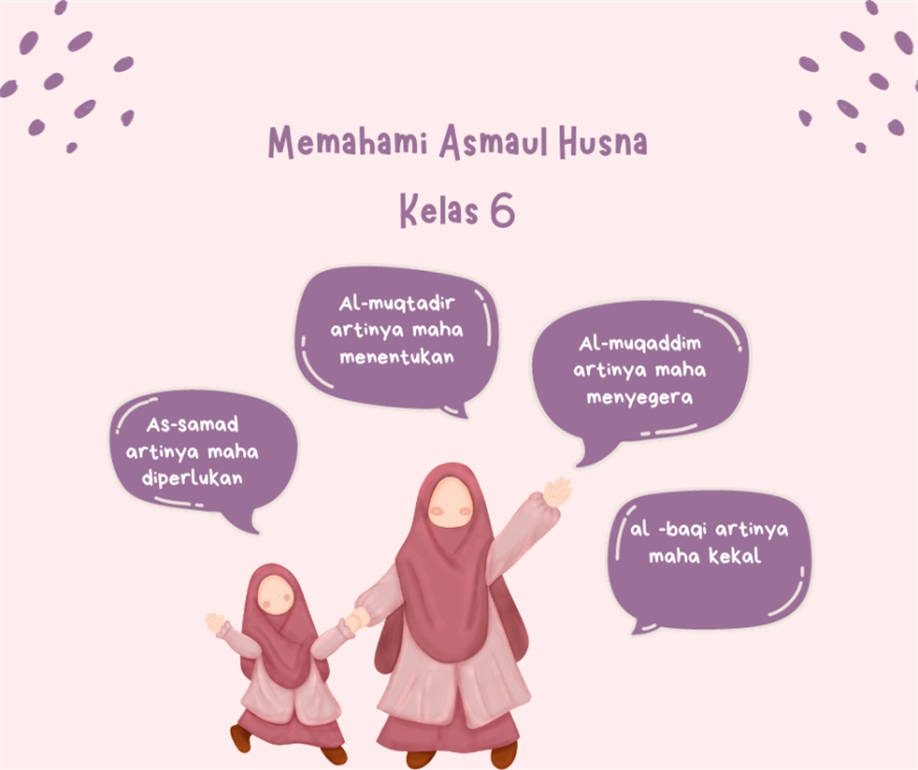 Memahami Asmaul Husna
Kelas 6
Al-muqtadir
artinya maha
menentukan
Al-muqaddim
artinya maha
menyegera
As-samad
artinya maha
diperlukan
al -baqi artinya
maha kekal